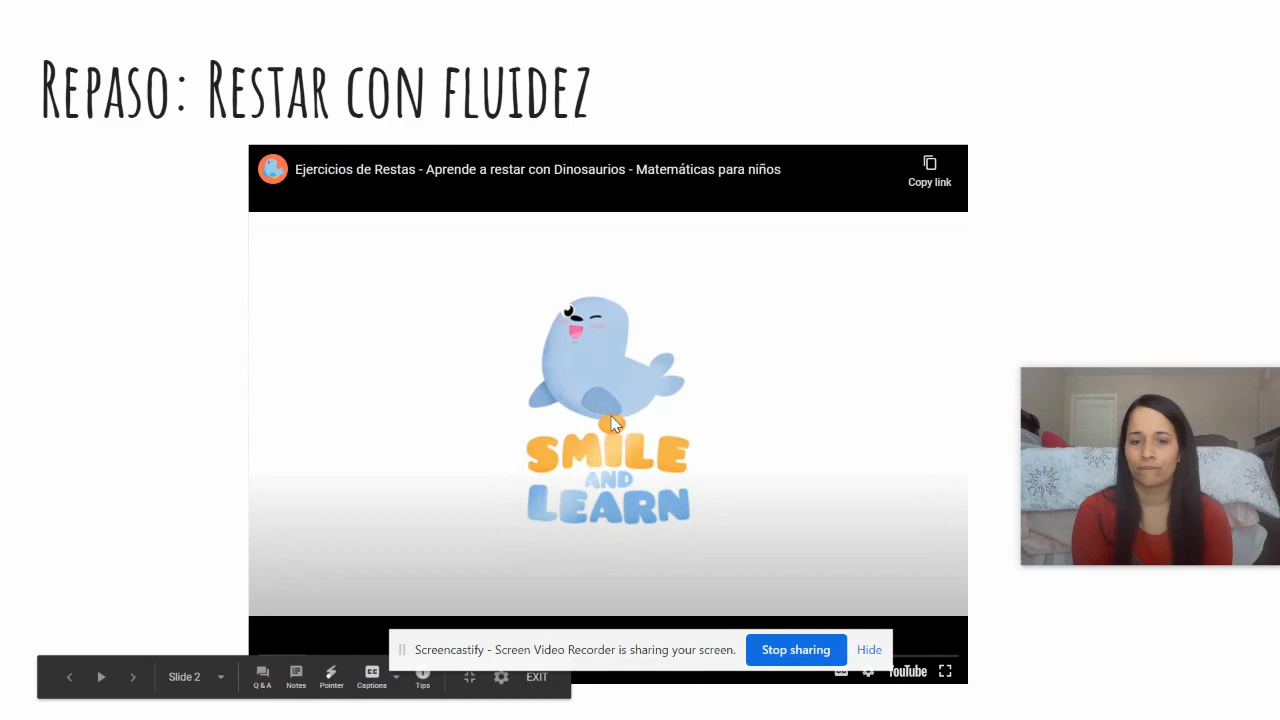 Repaso: Restar con fluidez
Ejercicios de Restas - Aprende a restar con Dinosaurios - Matemáticas para niños
Copy link
SMILE
AND
LEARN
Screencastify - Screen Video Recorder is sharing your screen.
Stop sharing
Hide
Slide 2
Q & A
Notes
Pointer
Captions
Tips
EXIT
YouTube